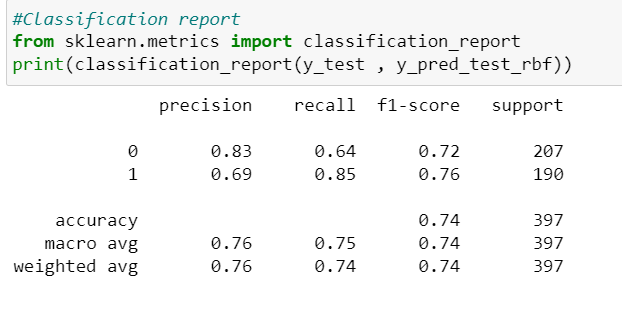 #Classification report
from sklearn.metrics import classification_report
print(classification_report(y_test , y_pred_test_rbf))
precision recall f1-score support
0 0.83 0.64 0.72 207
1 0.69 0.85 0.76 190
accuracy 0.74 397
macro avg 0.76 0.75 0.74 397
weighted avg 0.76 0.74 0.74 397